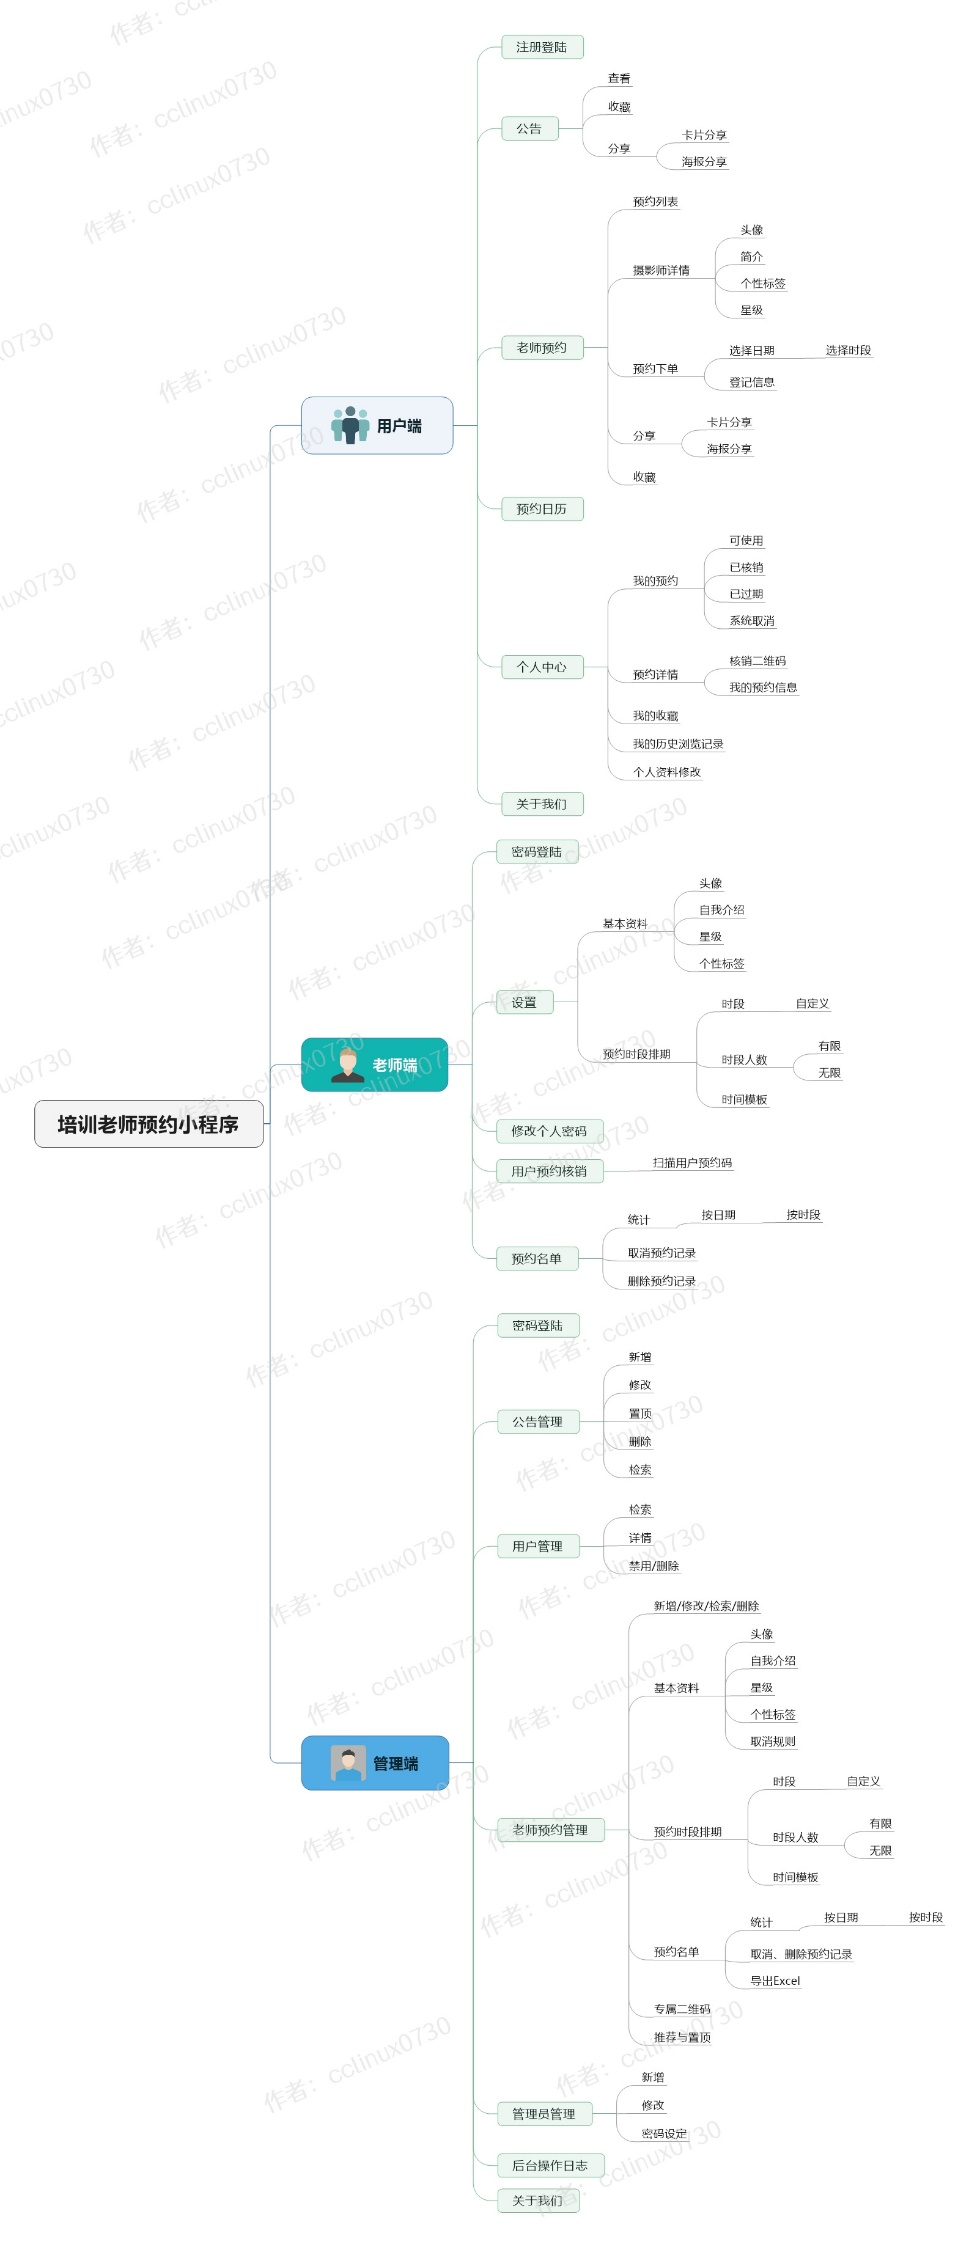 培训老师预约小程序
用户端
注册登陆
公告
查看
收藏
分享
卡片分享
海报分享
老师预约
预约列表
摄影师详情
头像
简介
个性标签
星级
预约下单
选择日期
选择时段
登记信息
分享
卡片分享
海报分享
收藏
预约日历
个人中心
我的预约
可使用
已核销
已过期
系统取消
预约详情
核销二维码
我的预约信息
我的收藏
我的历史浏览记录
个人资料修改
关于我们
老师端
密码登陆
设置
基本资料
头像
自我介绍
星级
个性标签
预约时段排期
时段
自定义
时段人数
有限
无限
时间模板
修改个人密码
用户预约核销
扫描用户预约码
预约名单
统计
按日期
按时段
取消预约记录
删除预约记录
管理端
密码登陆
公告管理
新增
修改
置顶
删除
检索
用户管理
检索
详情
禁用/删除
老师预约管理
新增/修改/检索/删除
基本资料
头像
自我介绍
星级
个性标签
取消规则
预约时段排期
时段
自定义
时段人数
有限
无限
时间模板
预约名单
统计
按日期
按时段
取消、删除预约记录
导出Excel
专属二维码
推荐与置顶
管理员管理
新增
修改
密码设定
后台操作日志
关于我们
作者：cclinux0730